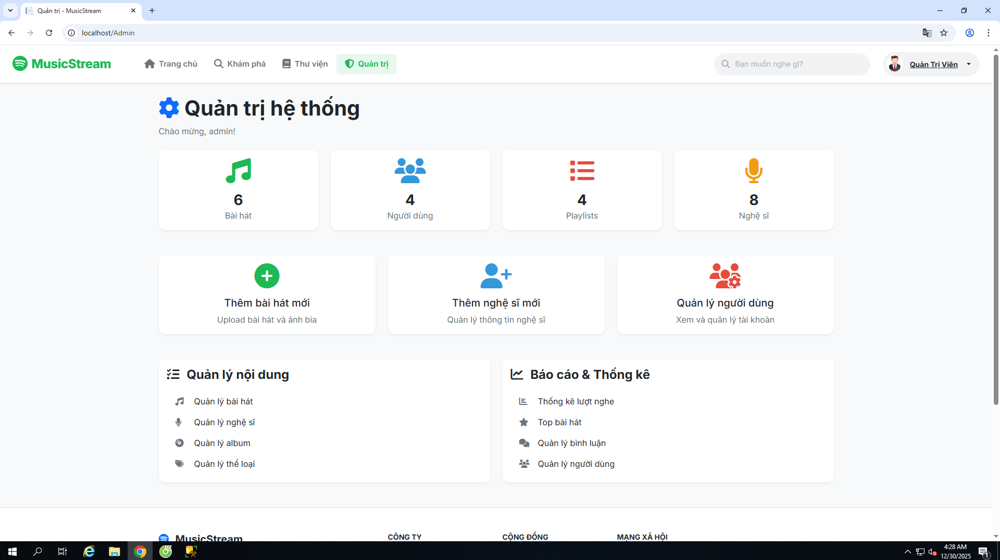 Quản trị - MusicStream
localhost/Admin
MusicStream
Trang chủ
Khám phá
Thư viện
Quản trị
Bạn muốn nghe gì?
Quản Trị Viên
Quản trị hệ thống
Chào mừng, admin!
6
Bài hát
4
Người dùng
4
Playlists
8
Nghệ sĩ
Thêm bài hát mới
Upload bài hát và ảnh bìa
Thêm nghệ sĩ mới
Quản lý thông tin nghệ sĩ
Quản lý người dùng
Xem và quản lý tài khoản
Quản lý nội dung
Quản lý bài hát
Quản lý nghệ sĩ
Quản lý album
Quản lý thể loại
Báo cáo & Thống kê
Thống kê lượt nghe
Top bài hát
Quản lý bình luận
Quản lý người dùng
MusicStream
CÔNG TY
CỘNG ĐỒNG
MẠNG XÃ HỘI
4:28 AM
12/30/2025
1